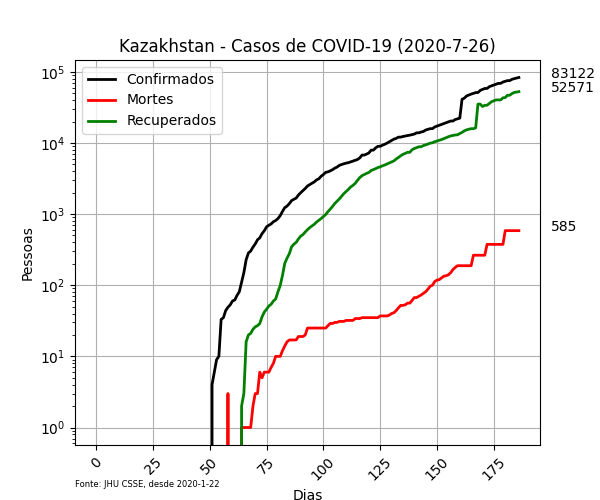 Kazakhstan - Casos de COVID-19 (2020-7-26)
Confirmados
Mortes
Recuperados
83122
52571
585
Pessoas
10^5
10^4
10^3
10^2
10^1
10^0
0 25 50 75 100 125 150 175
Fonte: JHU CSSE, desde 2020-1-22
Dias